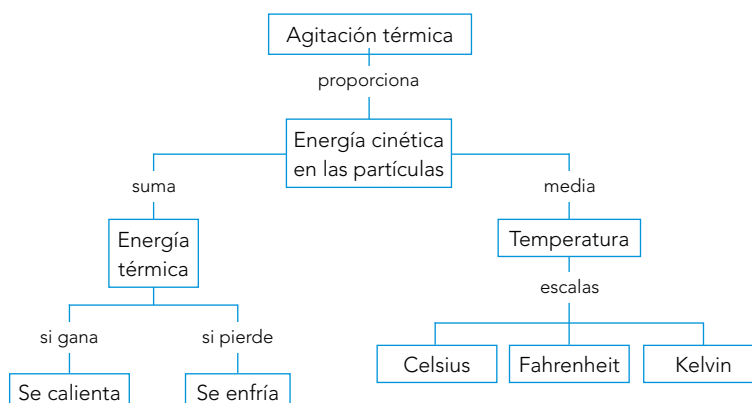 Agitación térmica
proporciona
Energía cinética
en las partículas
suma
media
Energía
térmica
Temperatura
escalas
si gana
si pierde
Celsius
Fahrenheit
Kelvin
Se calienta
Se enfría